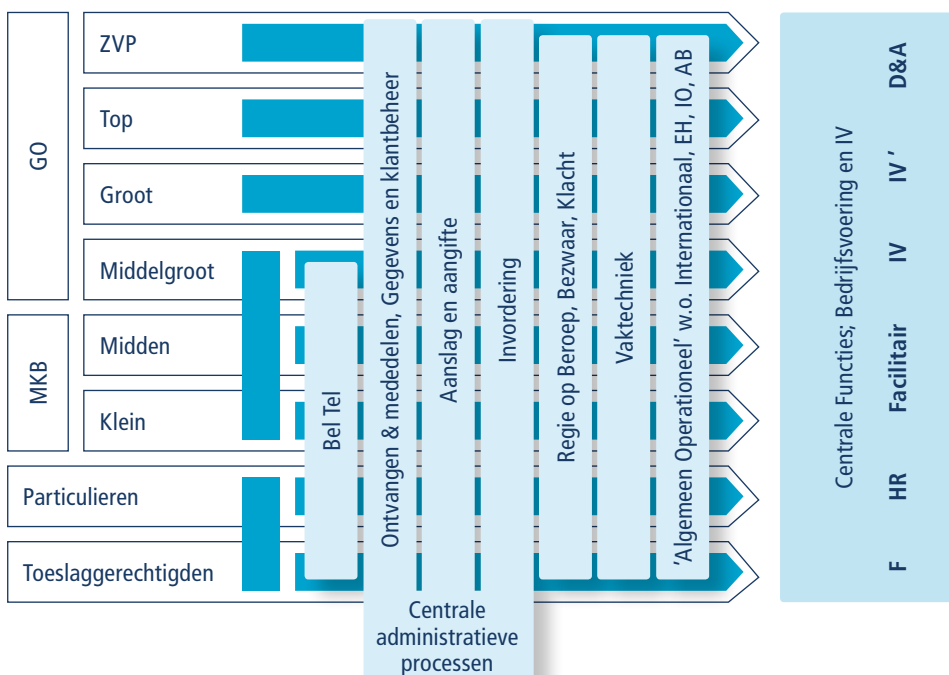 GO
ZVP
Top
Groot
Middelgroot
MKB
Midden
Klein
Particulieren
Toeslaggerechtigden
Bel Tel
Ontvangen & mededelen, Gegevens en klantbeheer
Aanslag en aangifte
Invordering
Centrale
administratieve
processen
Regie op Beroep, Bezwaar, Klacht
Vaktechniek
'Algemeen Operationeel’ w.o. Internationaal, EH, IO, AB
Centrale Functies; Bedrijfsvoering en IV
F HR Facilitair IV IV ’ D&A